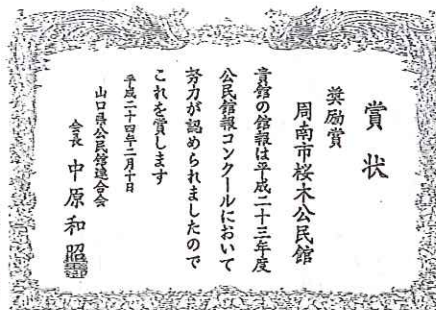 賞状
奨励賞
周南市桜木公民館
貴館の館報は平成二十三年度
公民館報コンクールにおいて
努力が認められましたので
これを賞します
平成二十四年二月十日
山口県公民館連合会
会長 中原和昭